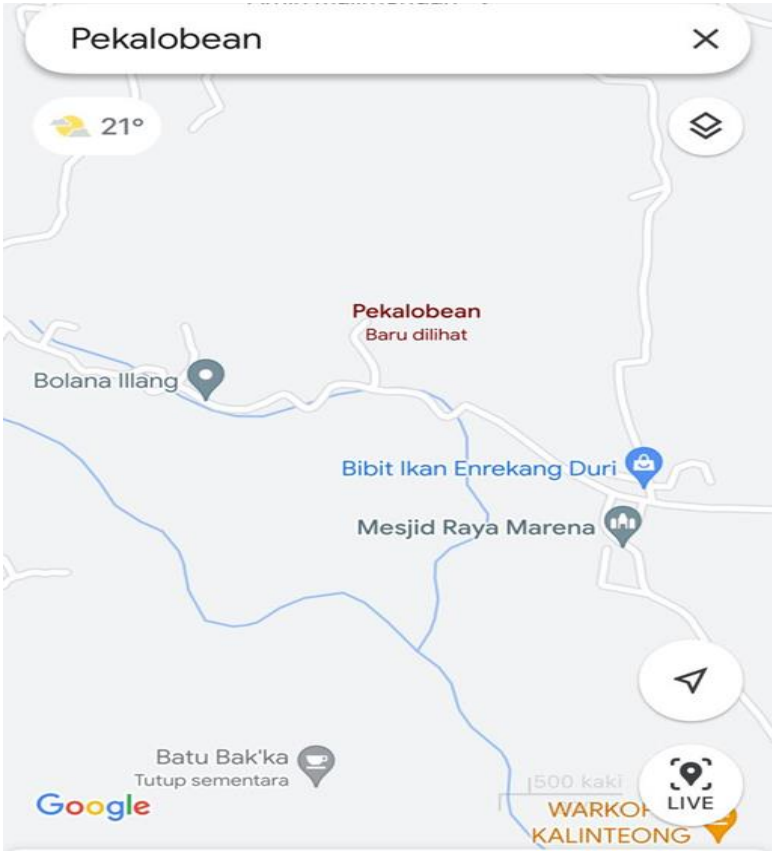 Pekalobean
21°
Pekalobean
Baru dilihat
Bolana Illang
Bibit Ikan Enrekang Duri
Mesjid Raya Marena
Batu Bak'ka
Tutup sementara
500 kaki
LIVE
Google
KALINTEONG